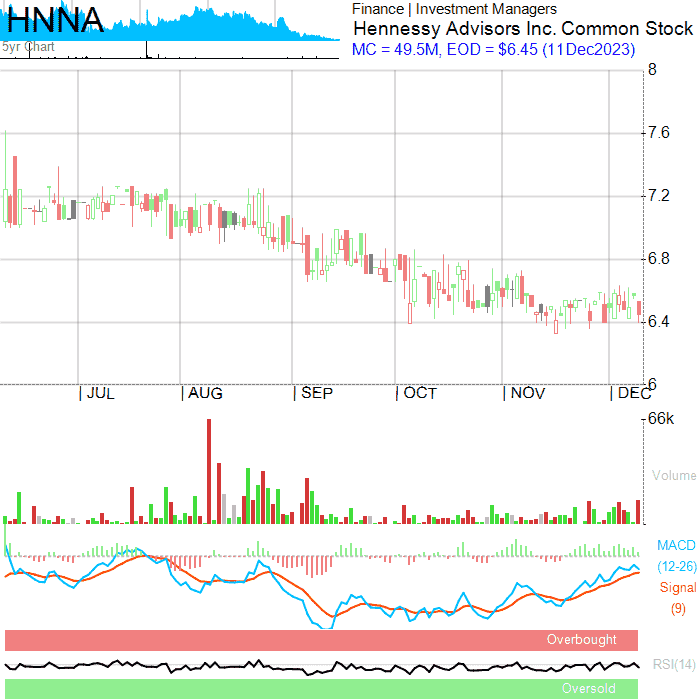 HNNA
5yr Chart
Finance | Investment Managers
Hennessy Advisors Inc. Common Stock
MC = 49.5M, EOD = $6.45 (11Dec2023)
8
7.6
7.2
6.8
6.4
6
| JUL | AUG | SEP | OCT | NOV | DEC
66k
Volume
MACD
(12-26)
Signal
(9)
Overbought
RSI(14)
Oversold